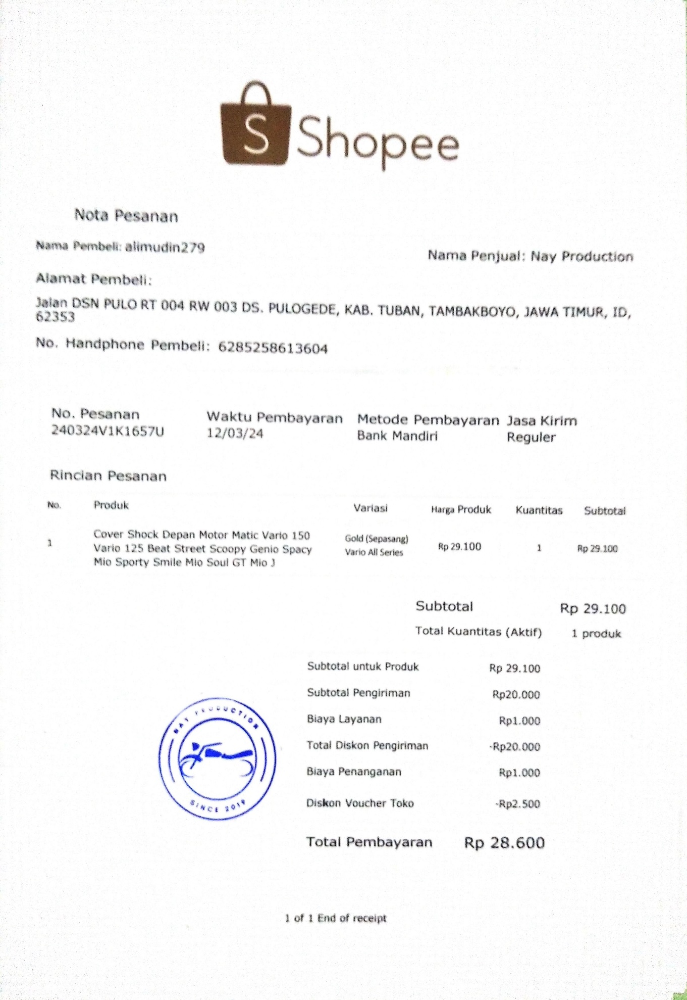 S Shopee
Nota Pesanan
Nama Pembeli: alimudin279
Nama Penjual: Nay Production
Alamat Pembeli:
Jalan DSN PULO RT 004 RW 003 DS. PULOGEDE, KAB. TUBAN, TAMBAKBOYO, JAWA TIMUR, ID,
62353
No. Handphone Pembeli: 6285258613604
No. Pesanan Waktu Pembayaran Metode Pembayaran Jasa Kirim
240324V1K1657U 12/03/24 Bank Mandiri Reguler
Rincian Pesanan
No. Produk Variasi Harga Produk Kuantitas Subtotal
1 Cover Shock Depan Motor Matic Vario 150 Gold (Sepasang) Rp 29.100 1 Rp 29.100
Vario 125 Beat Street Scoopy Genio Spacy Vario All Series
Mio Sporty Smile Mio Soul GT Mio J
Subtotal Rp 29.100
Total Kuantitas (Aktif) 1 produk
Subtotal untuk Produk Rp 29.100
Subtotal Pengiriman Rp20.000
Biaya Layanan Rp1.000
Total Diskon Pengiriman -Rp20.000
Biaya Penanganan Rp1.000
Diskon Voucher Toko -Rp2.500
Total Pembayaran Rp 28.600
NAY PRODUCTION
SINCE 2019
1 of 1 End of receipt